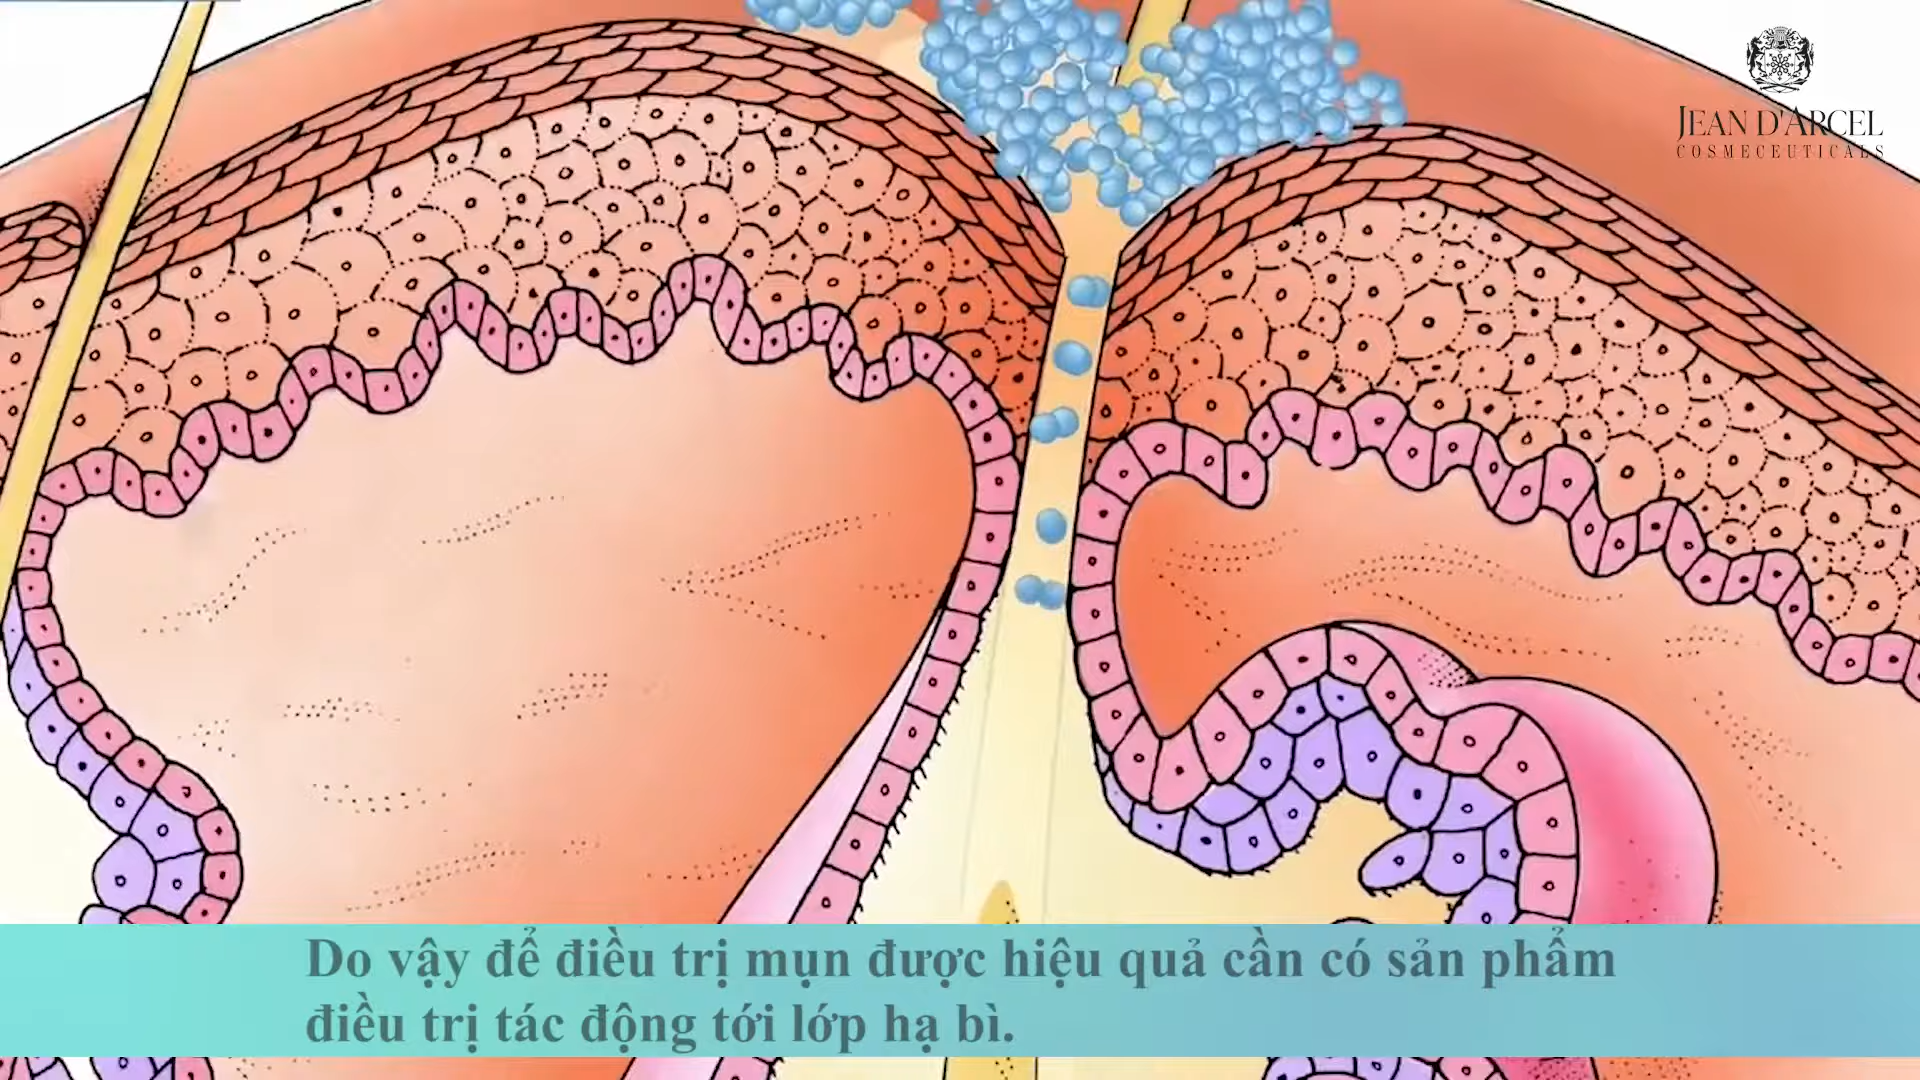 JEAN D'ARCEL
COSMECEUTICALS
Do vậy để điều trị mụn được hiệu quả cần có sản phẩm
điều trị tác động tới lớp hạ bì.